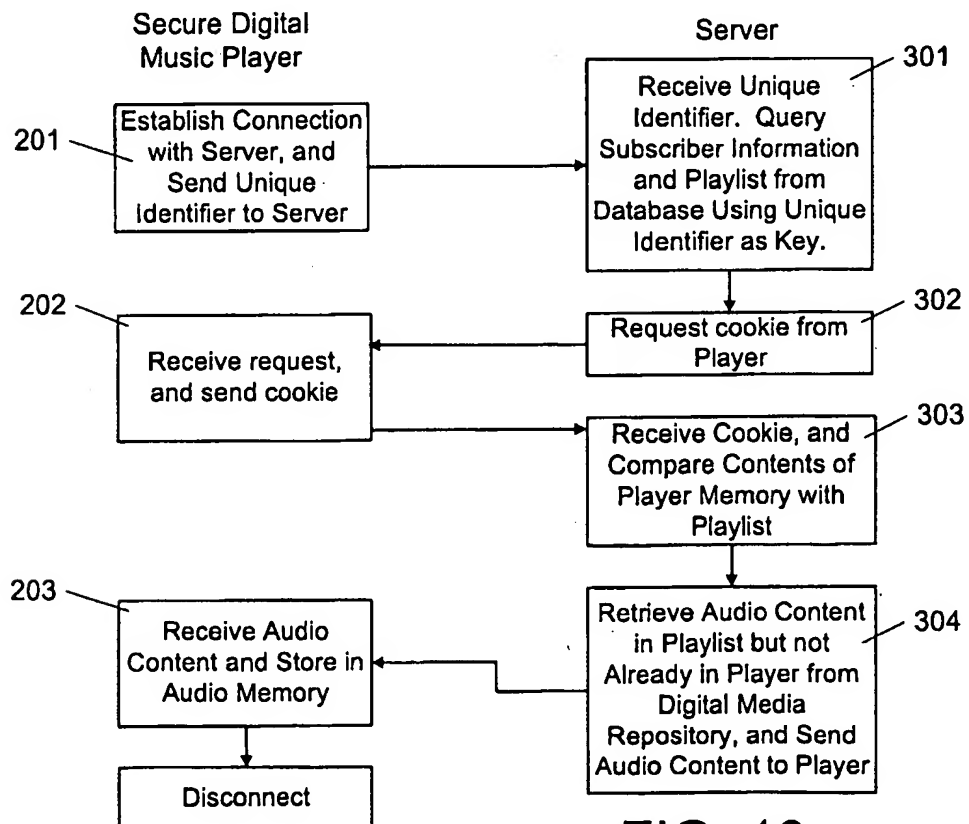 Secure Digital
Music Player
Server
201
Establish Connection
with Server, and
Send Unique
Identifier to Server
301
Receive Unique
Identifier. Query
Subscriber Information
and Playlist from
Database Using Unique
Identifier as Key.
302
Request cookie from
Player
202
Receive request,
and send cookie
303
Receive Cookie, and
Compare Contents of
Player Memory with
Playlist
304
Retrieve Audio Content
in Playlist but not
Already in Player from
Digital Media
Repository, and Send
Audio Content to Player
203
Receive Audio
Content and Store in
Audio Memory
Disconnect